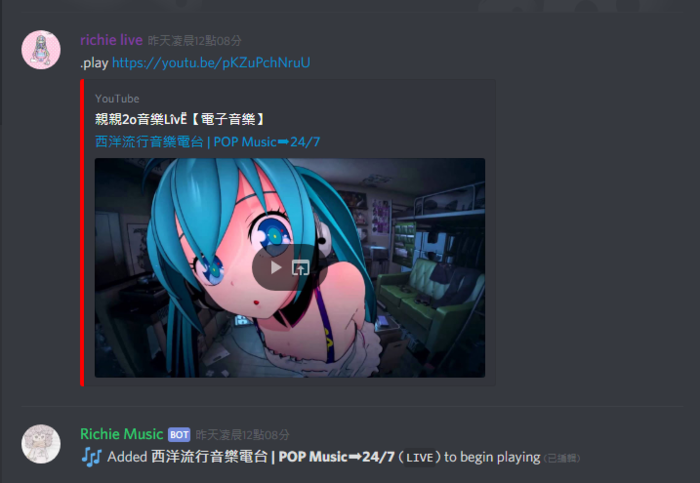 richie live 昨天凌晨12點08分
.play https://youtu.be/pKZuPchNruU
YouTube
親親2o音樂LîvË【電子音樂】
西洋流行音樂電台 | POP Music➡24/7
Richie Music BOT 昨天凌晨12點08分
🎶 Added 西洋流行音樂電台 | POP Music➡24/7 (LIVE) to begin playing (已編輯)